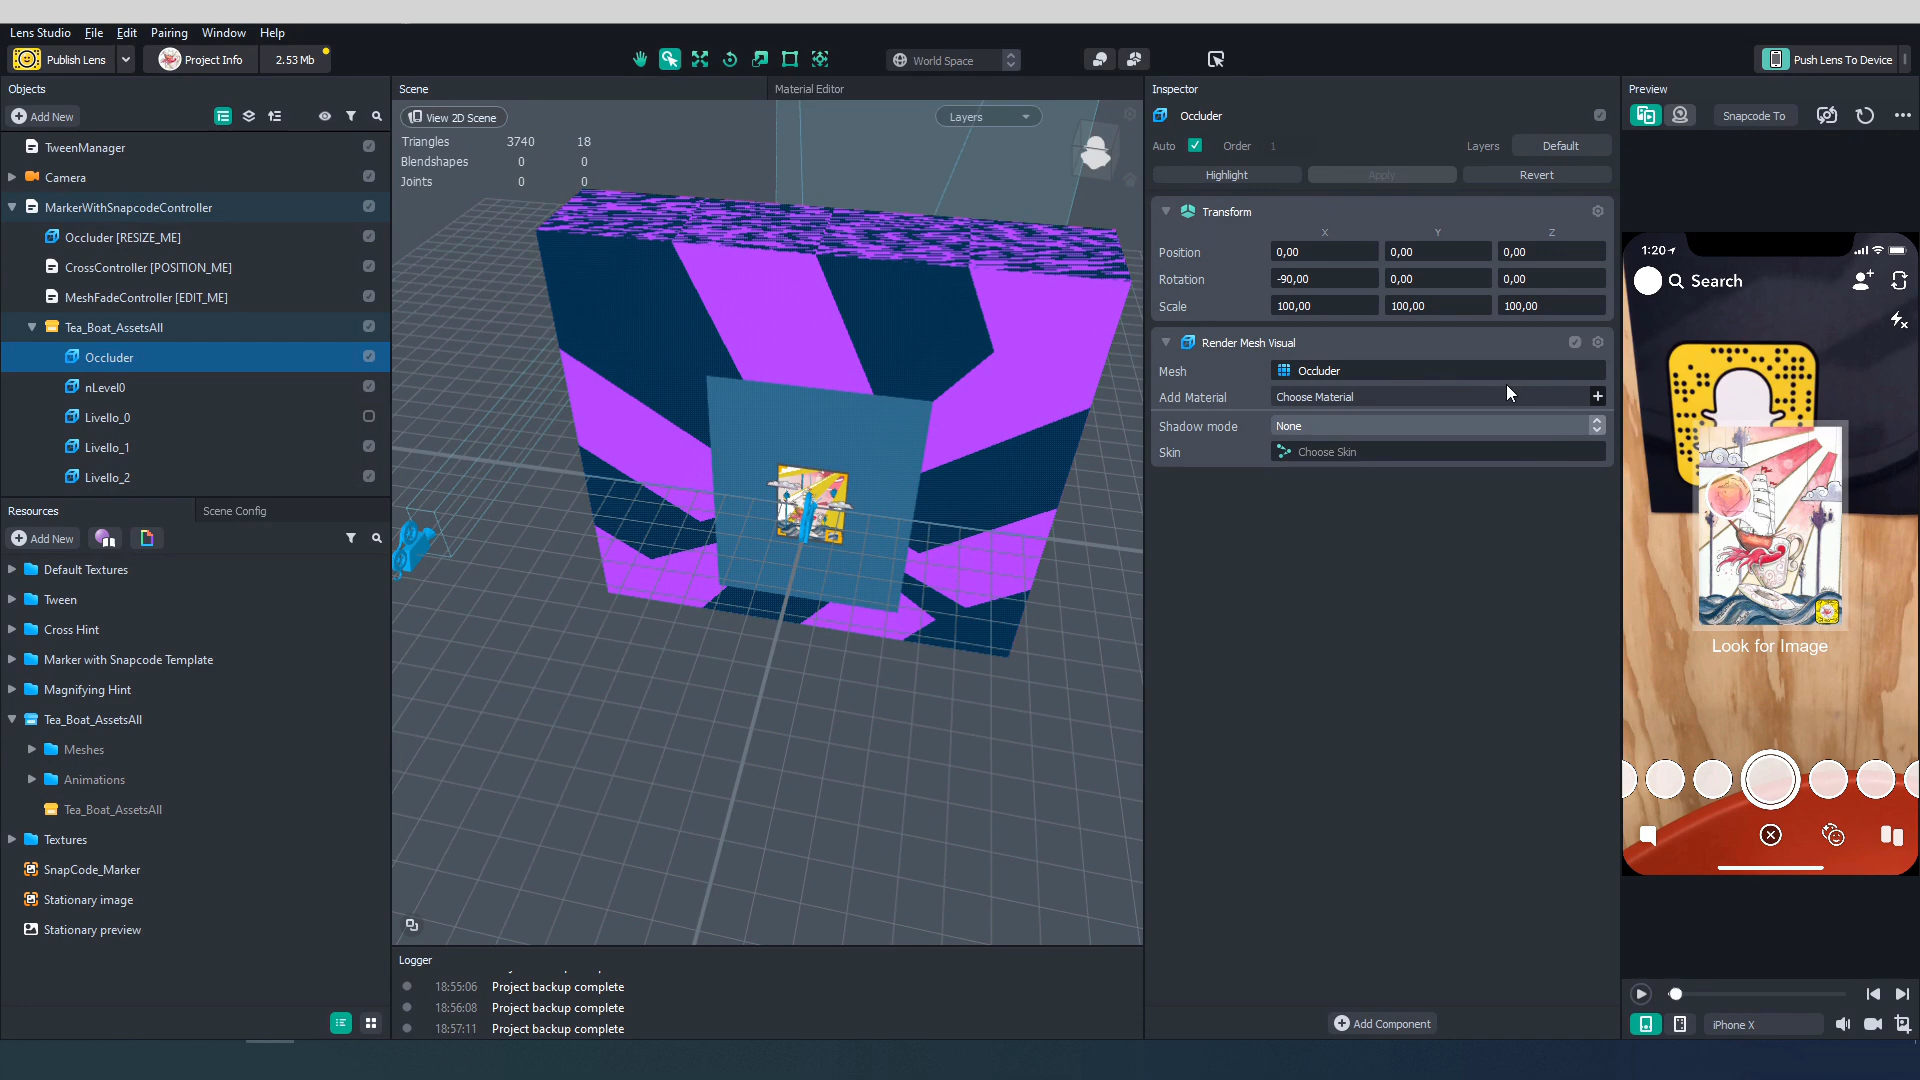 Lens Studio File Edit Pairing Window Help
Publish Lens Project Info 2.53 Mb World Space Push Lens To Device
Objects
Add New
TweenManager
Camera
MarkerWithSnapcodeController
Occluder [RESIZE_ME]
CrossController [POSITION_ME]
MeshFadeController [EDIT_ME]
Tea_Boat_AssetsAll
Occluder
nLevel0
Livello_0
Livello_1
Livello_2
Resources Scene Config
Add New
Default Textures
Tween
Cross Hint
Marker with Snapcode Template
Magnifying Hint
Tea_Boat_AssetsAll
Meshes
Animations
Tea_Boat_AssetsAll
Textures
SnapCode_Marker
Stationary image
Stationary preview
Scene Material Editor
View 2D Scene Layers
Triangles 3740 18
Blendshapes 0 0
Joints 0 0
Logger
18:55:06 Project backup complete
18:56:08 Project backup complete
18:57:11 Project backup complete
Inspector
Occluder
Auto Order 1 Layers Default
Highlight Apply Revert
Transform
X Y Z
Position 0,00 0,00 0,00
Rotation -90,00 0,00 0,00
Scale 100,00 100,00 100,00
Render Mesh Visual
Mesh Occluder
Add Material Choose Material
Shadow mode None
Skin Choose Skin
Add Component
Preview
Snapcode To
1:20
Search
Look for Image
iPhone X